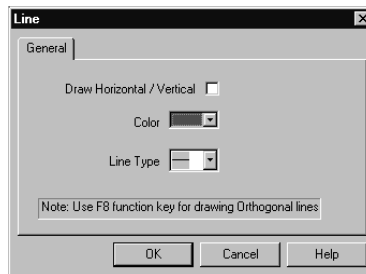 Line
General
Draw Horizontal / Vertical
Color
Line Type
Note: Use F8 function key for drawing Orthogonal lines
OK Cancel Help